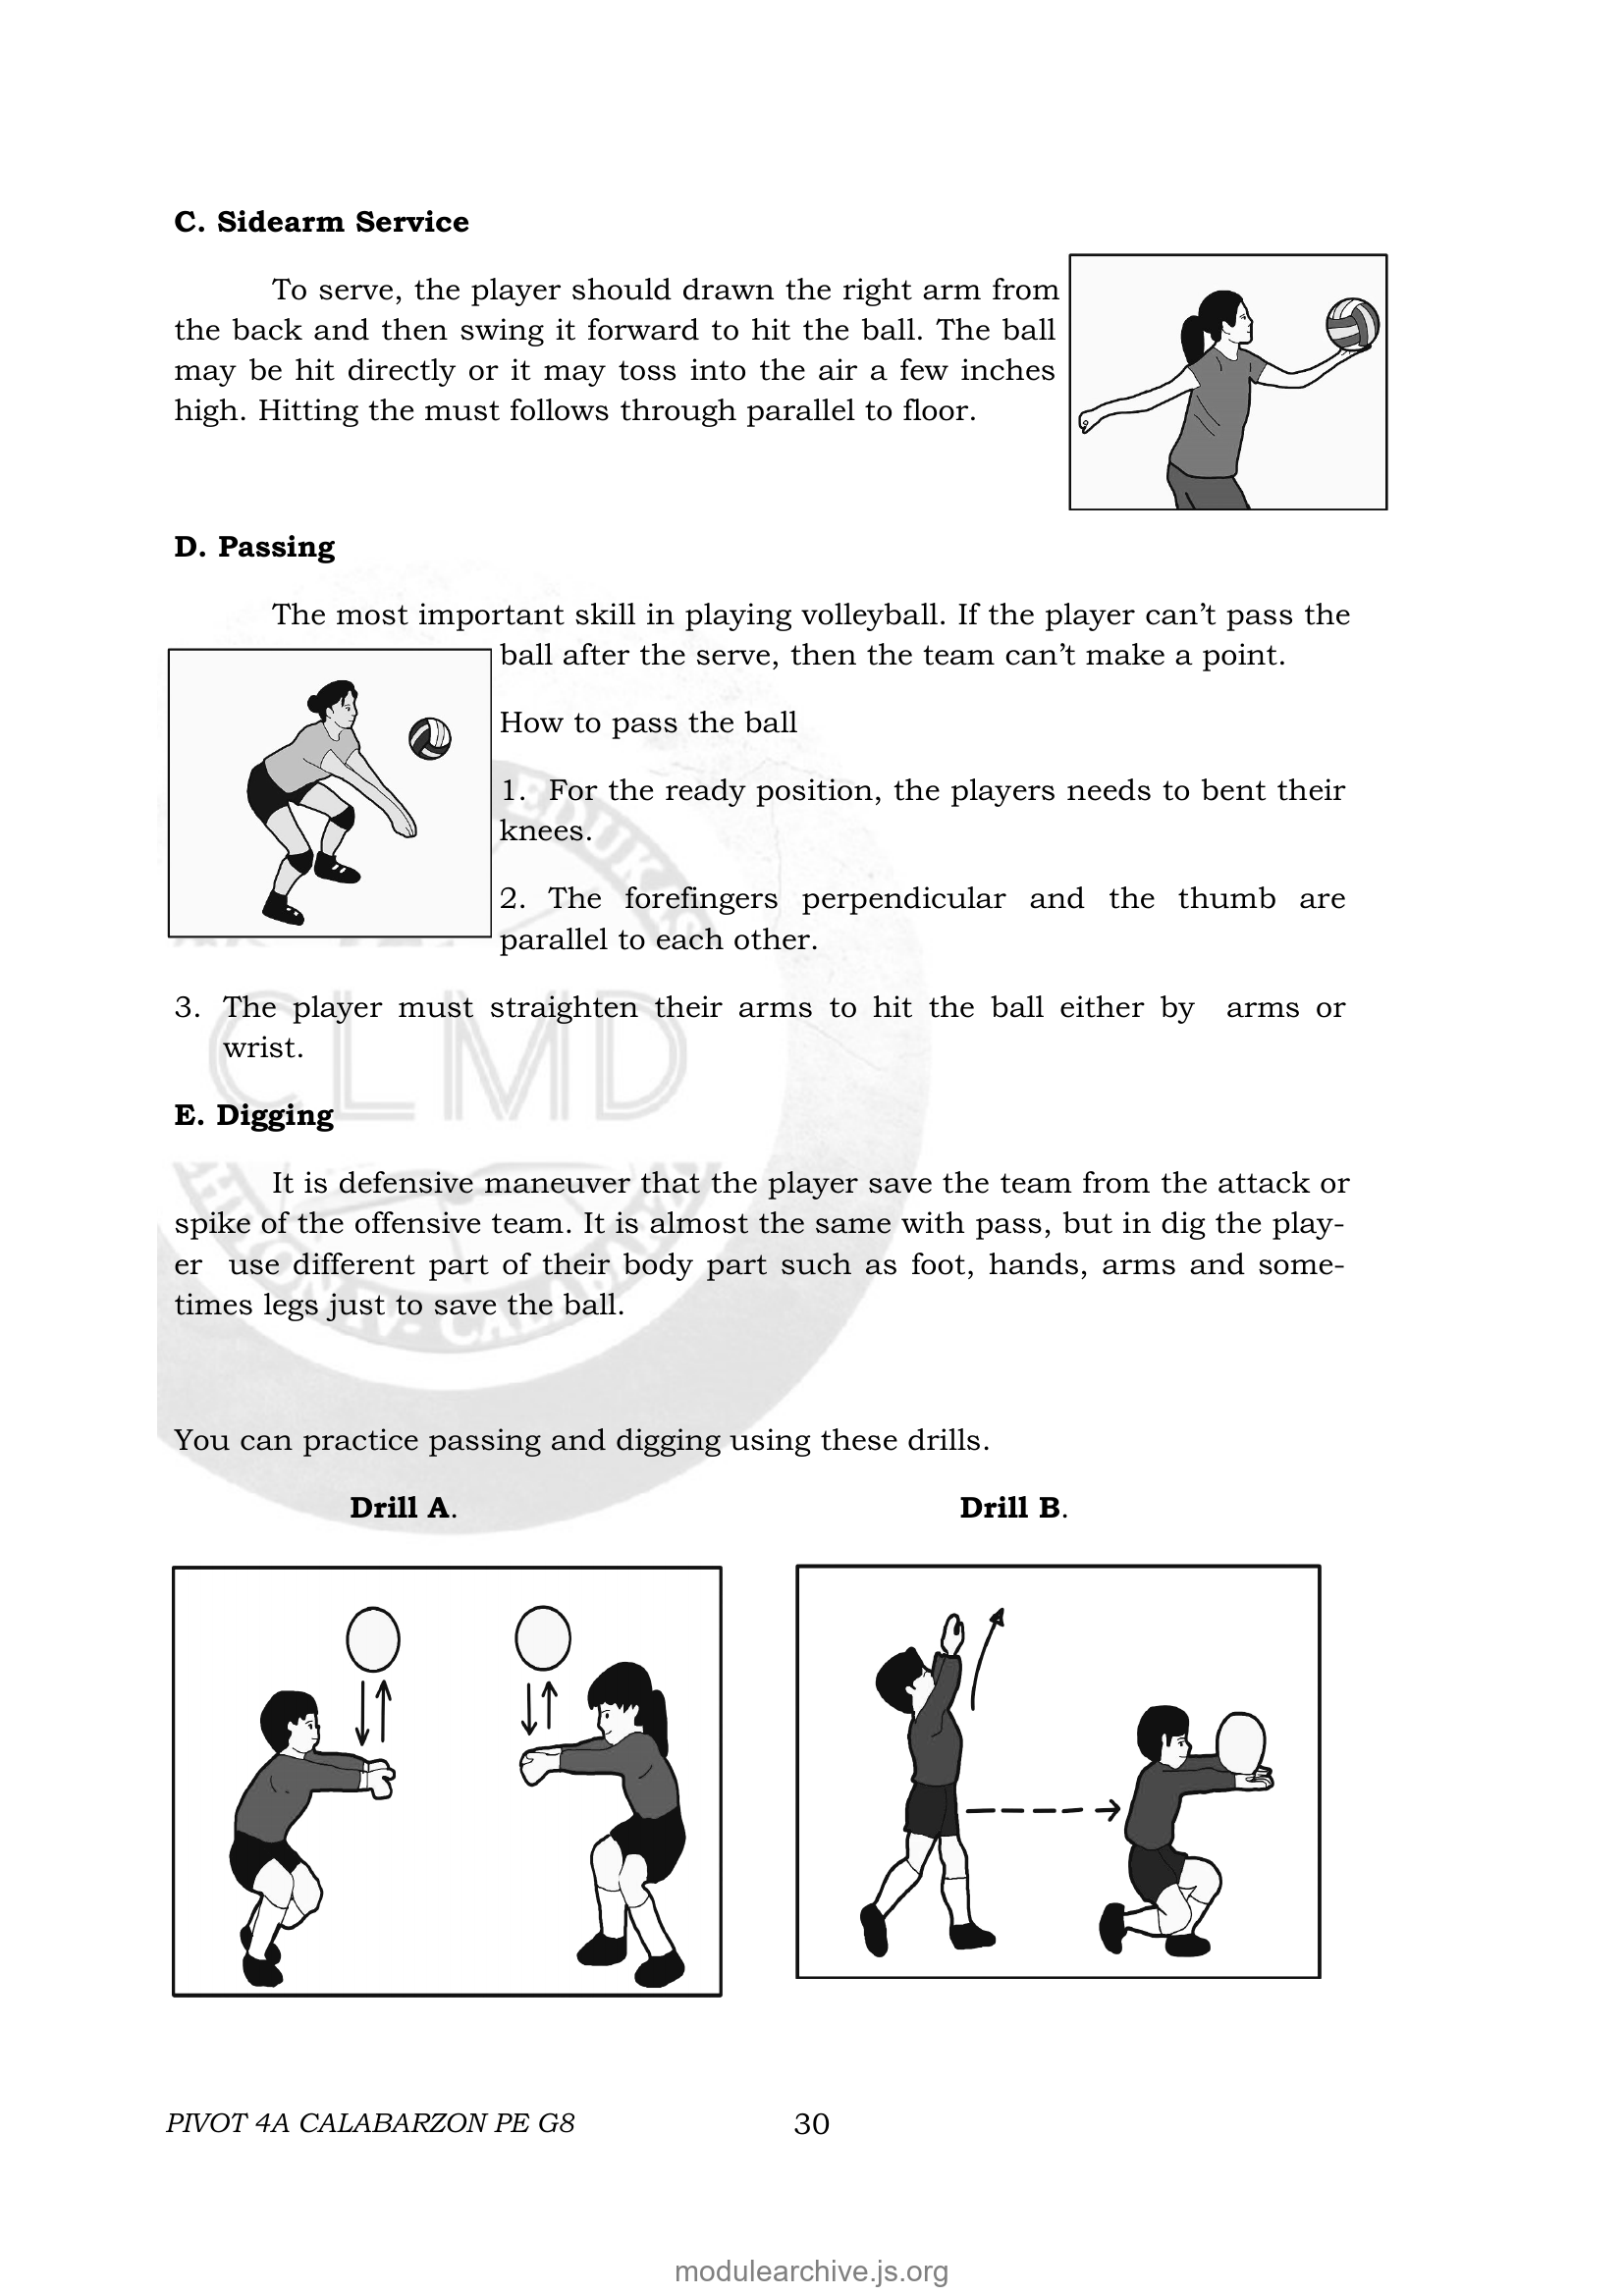 C. Sidearm Service
To serve, the player should drawn the right arm from
the back and then swing it forward to hit the ball. The ball
may be hit directly or it may toss into the air a few inches
high. Hitting the must follows through parallel to floor.
D. Passing
The most important skill in playing volleyball. If the player can’t pass the
ball after the serve, then the team can’t make a point.
How to pass the ball
1. For the ready position, the players needs to bent their
knees.
2. The forefingers perpendicular and the thumb are
parallel to each other.
3. The player must straighten their arms to hit the ball either by arms or
wrist.
CLMD
E. Digging
It is defensive maneuver that the player save the team from the attack or
spike of the offensive team. It is almost the same with pass, but in dig the play-
er use different part of their body part such as foot, hands, arms and some-
times legs just to save the ball.
You can practice passing and digging using these drills.
Drill A.
Drill B.
PIVOT 4A CALABARZON PE G8
30
modulearchive.js.org